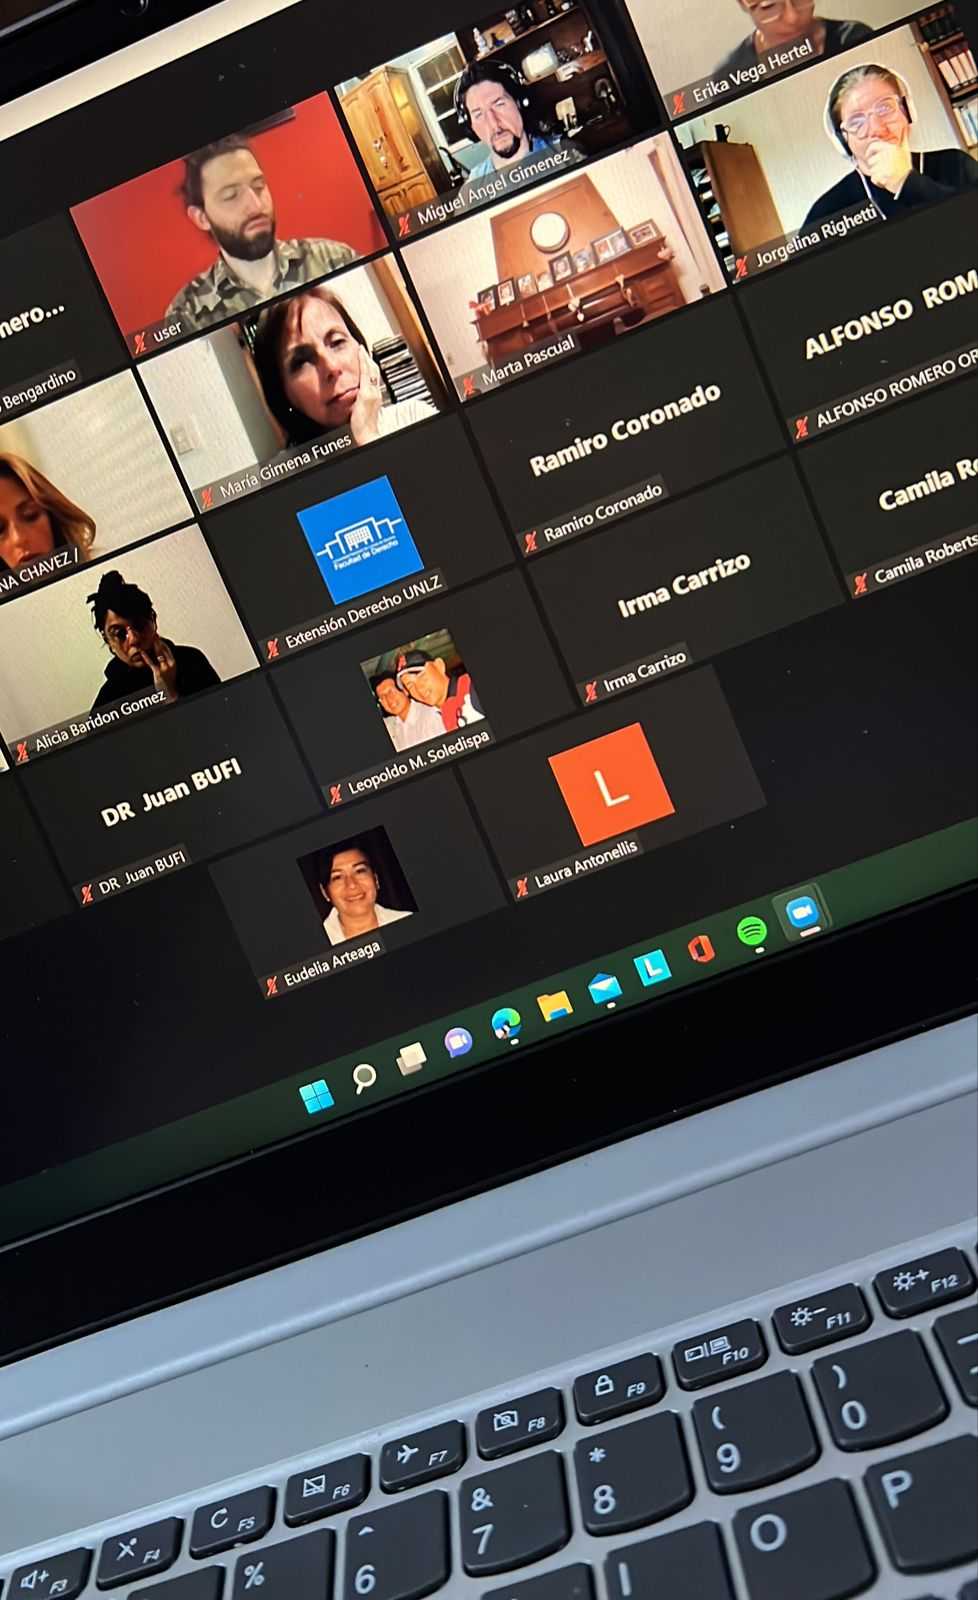 nero...
Bengardino
user
Miguel Angel Gimenez
Erika Vega Hertel
NA CHAVEZ /
María Gimena Funes
Marta Pascual
Jorgelina Righetti
Alicia Baridon Gomez
Facultad de Derecho
Extensión Derecho UNLZ
Ramiro Coronado
Ramiro Coronado
ALFONSO ROM
ALFONSO ROMERO OR
DR Juan BUFI
DR Juan BUFI
Leopoldo M. Soledispa
Irma Carrizo
Irma Carrizo
Camila Ro
Camila Roberts
Eudelia Arteaga
L
Laura Antonellis
L
F3 F4 F5 F6 F7 F8 F9 F10 F11 F12
% ^ & * ( )
6 7 8 9 0
I O P